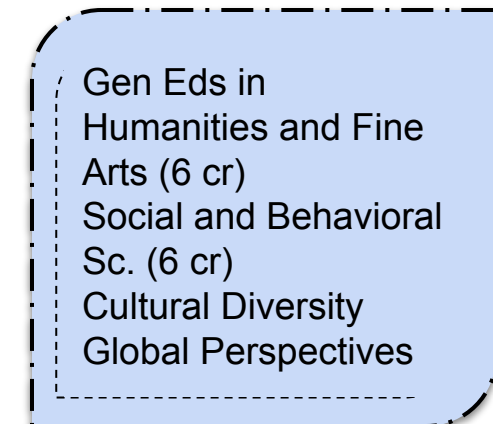 Gen Eds in
Humanities and Fine
Arts (6 cr)
Social and Behavioral
Sc. (6 cr)
Cultural Diversity
Global Perspectives